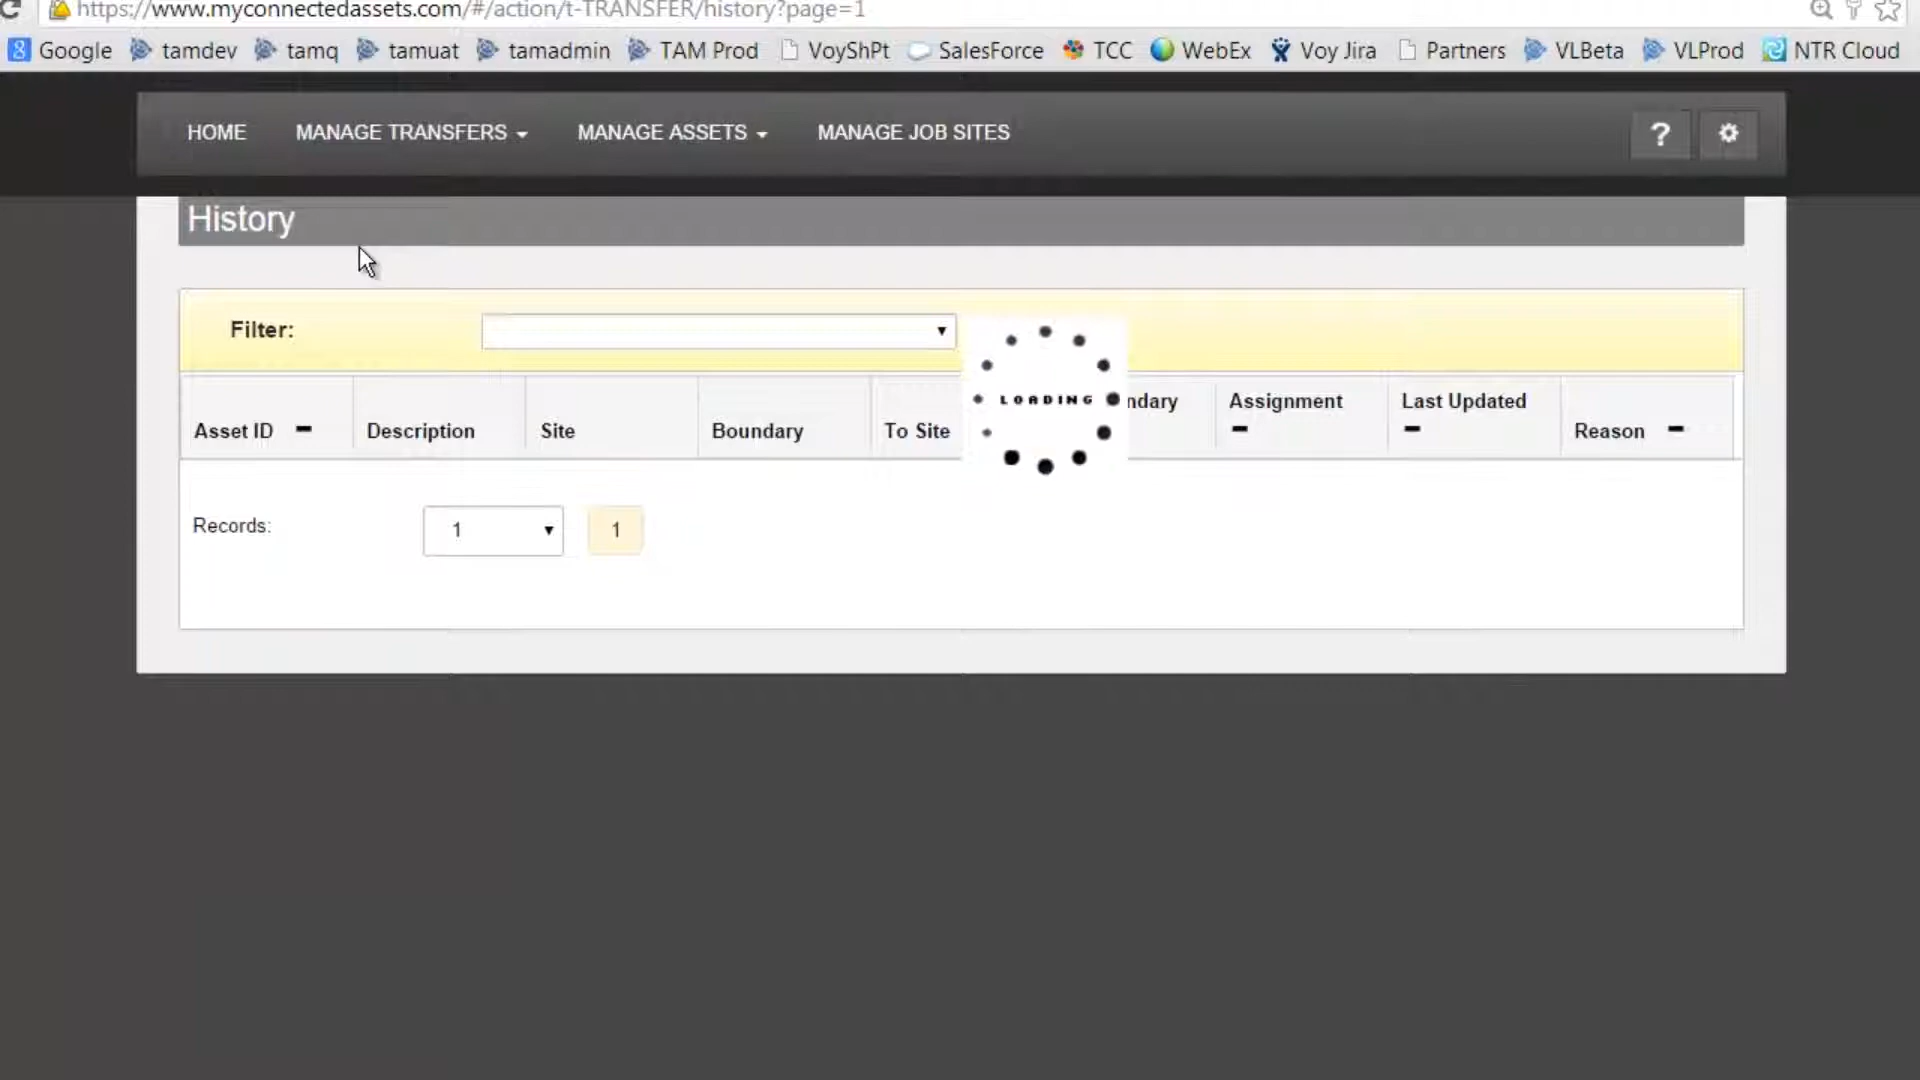 https://www.myconnectedassets.com/#/action/t-TRANSFER/history?page=1
Google tamdev tamq tamuat tamadmin TAM Prod VoyShPt SalesForce TCC WebEx Voy Jira Partners VLBeta VLProd NTR Cloud
HOME MANAGE TRANSFERS MANAGE ASSETS MANAGE JOB SITES ?
History
Filter:
LOADING
Asset ID Description Site Boundary To Site ndary Assignment Last Updated Reason
Records: 1 1